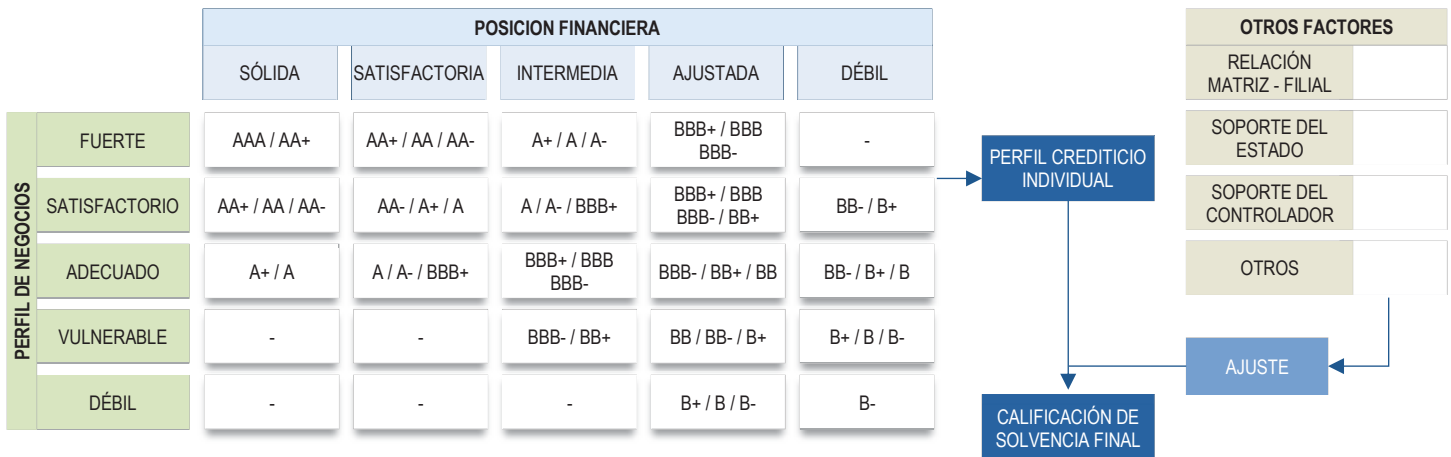 POSICION FINANCIERA
SÓLIDA
SATISFACTORIA
INTERMEDIA
AJUSTADA
DÉBIL
PERFIL DE NEGOCIOS
FUERTE
AAA / AA+
AA+ / AA / AA-
A+ / A / A-
BBB+ / BBB
BBB-
-
SATISFACTORIO
AA+ / AA / AA-
AA- / A+ / A
A / A- / BBB+
BBB+ / BBB
BBB- / BB+
BB- / B+
ADECUADO
A+ / A
A / A- / BBB+
BBB+ / BBB
BBB-
BBB- / BB+ / BB
BB- / B+ / B
VULNERABLE
-
-
BBB- / BB+
BB / BB- / B+
B+ / B / B-
DÉBIL
-
-
-
B+ / B / B-
B-
PERFIL CREDITICIO
INDIVIDUAL
CALIFICACIÓN DE
SOLVENCIA FINAL
OTROS FACTORES
RELACIÓN
MATRIZ - FILIAL
SOPORTE DEL
ESTADO
SOPORTE DEL
CONTROLADOR
OTROS
AJUSTE